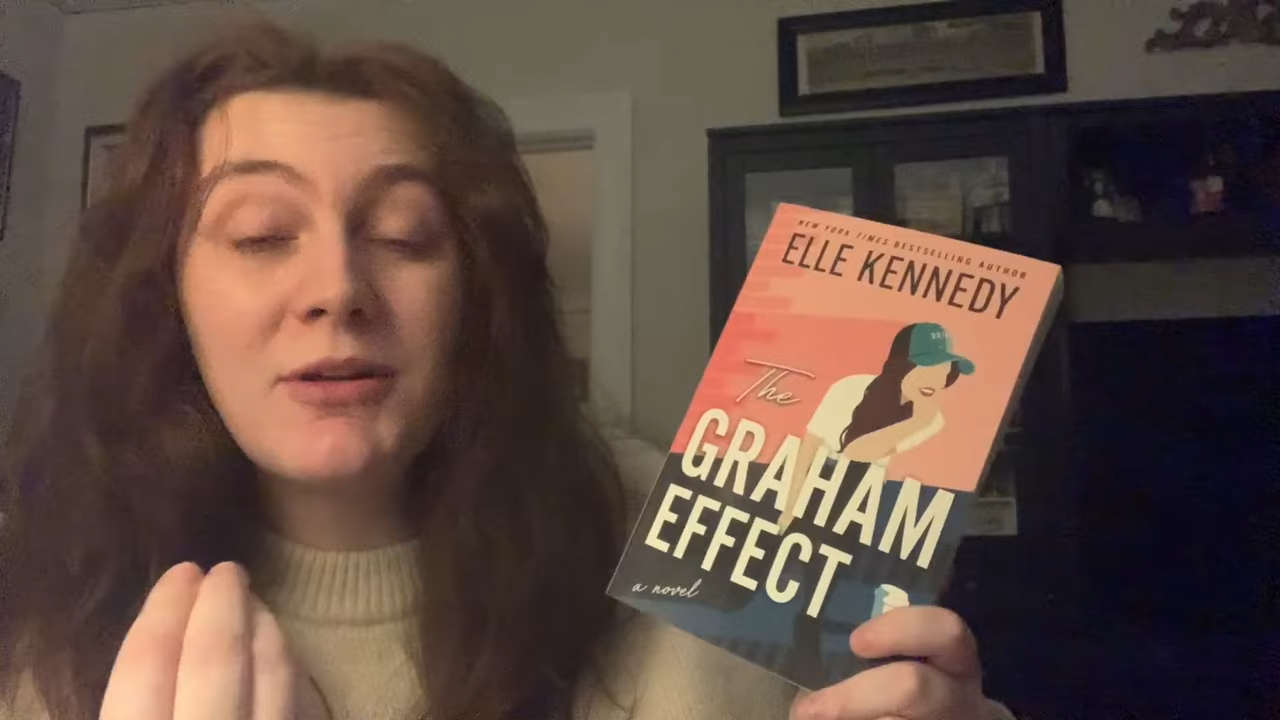 NEW YORK TIMES BESTSELLING AUTHOR
ELLE KENNEDY
The
GRAHAM
EFFECT
a novel